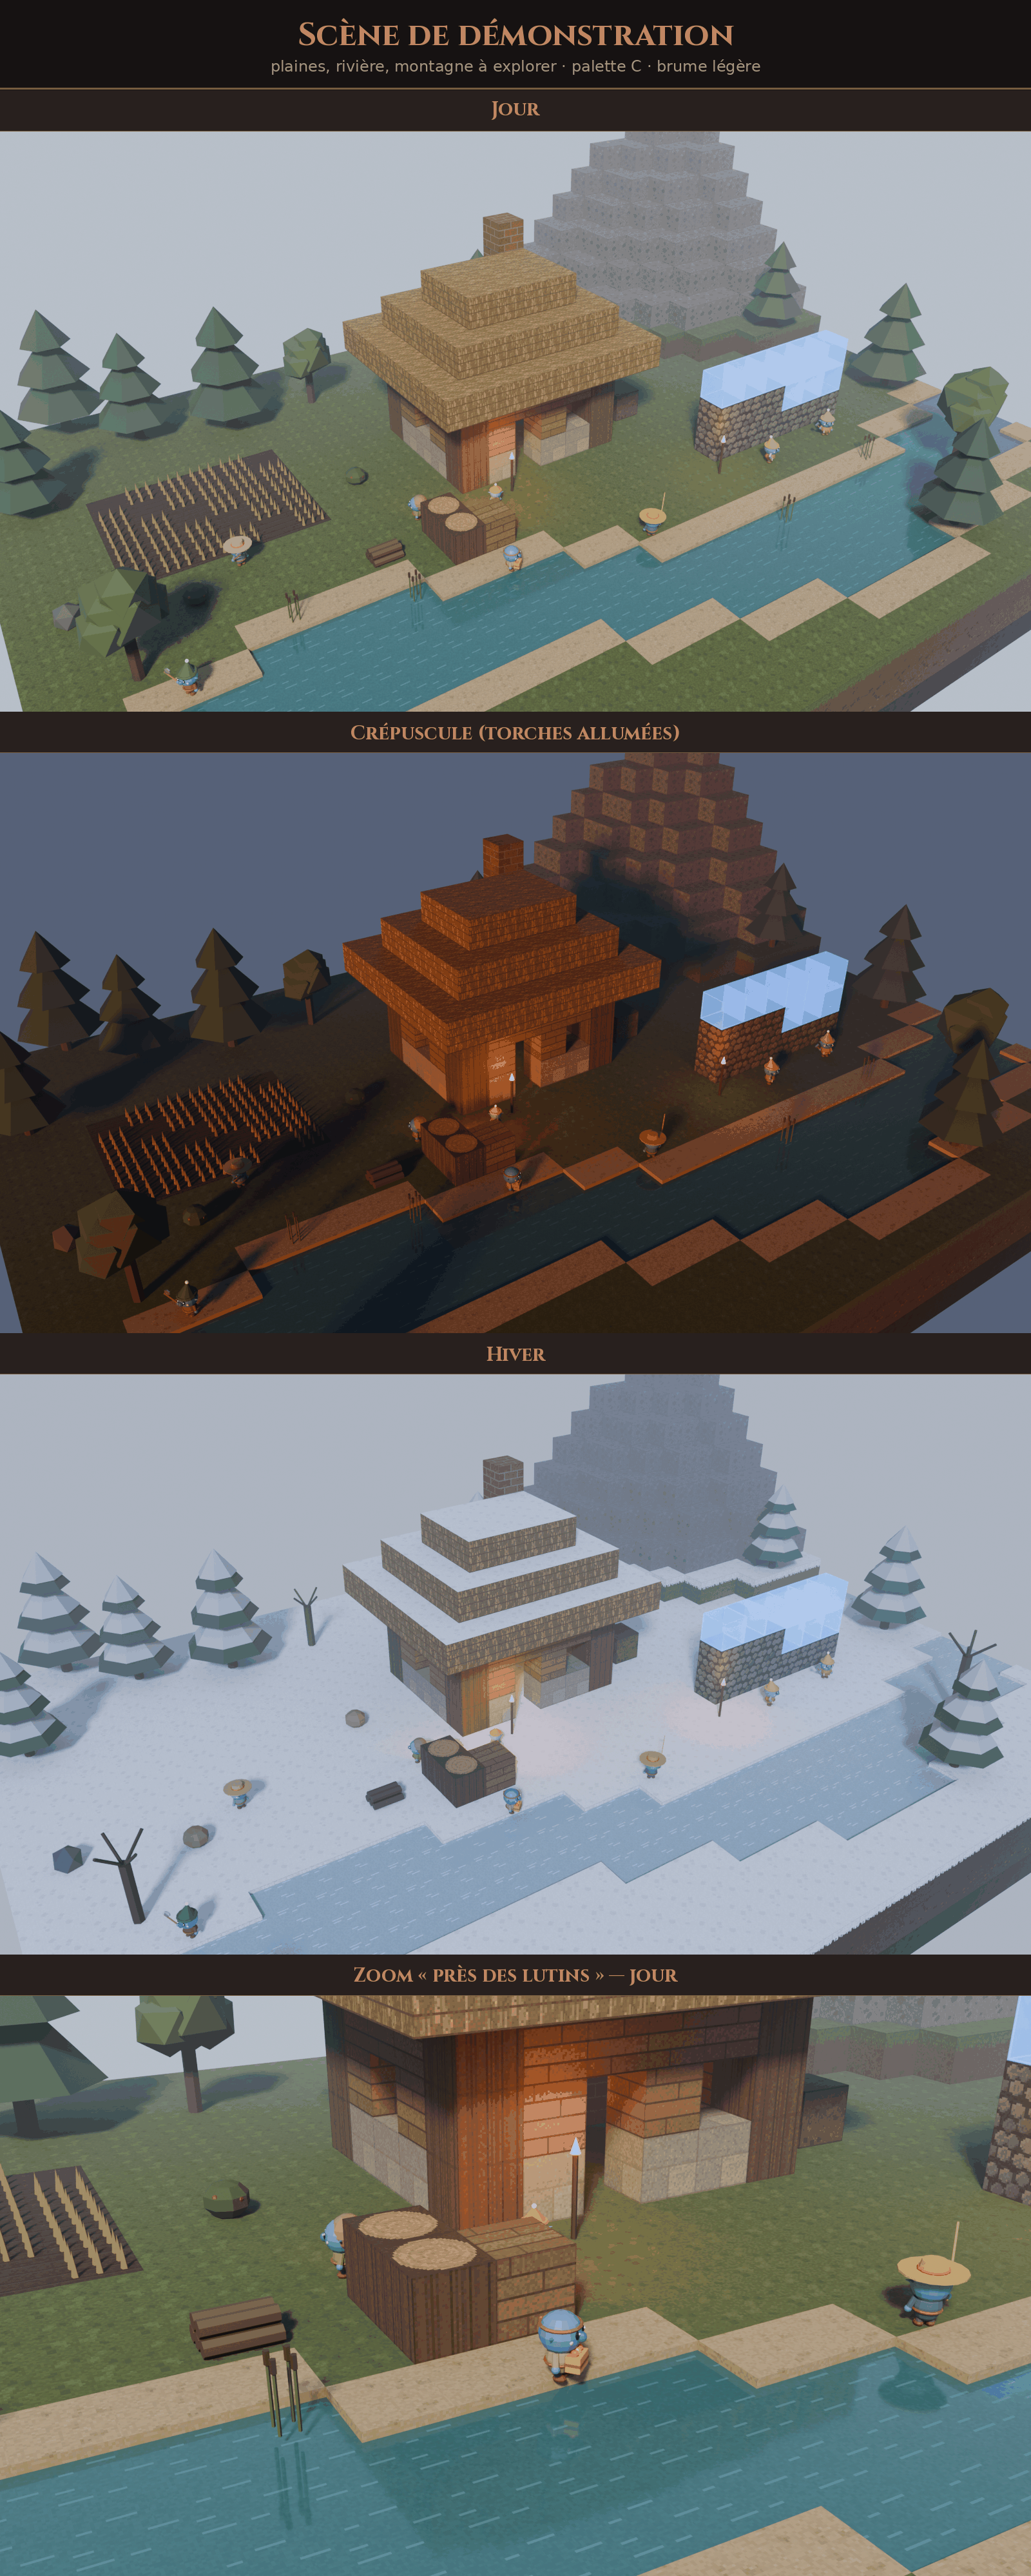 Scène de démonstration
plaines, rivière, montagne à explorer · palette C · brume légère
Jour
Crépuscule (torches allumées)
Hiver
Zoom « près des lutins » — jour